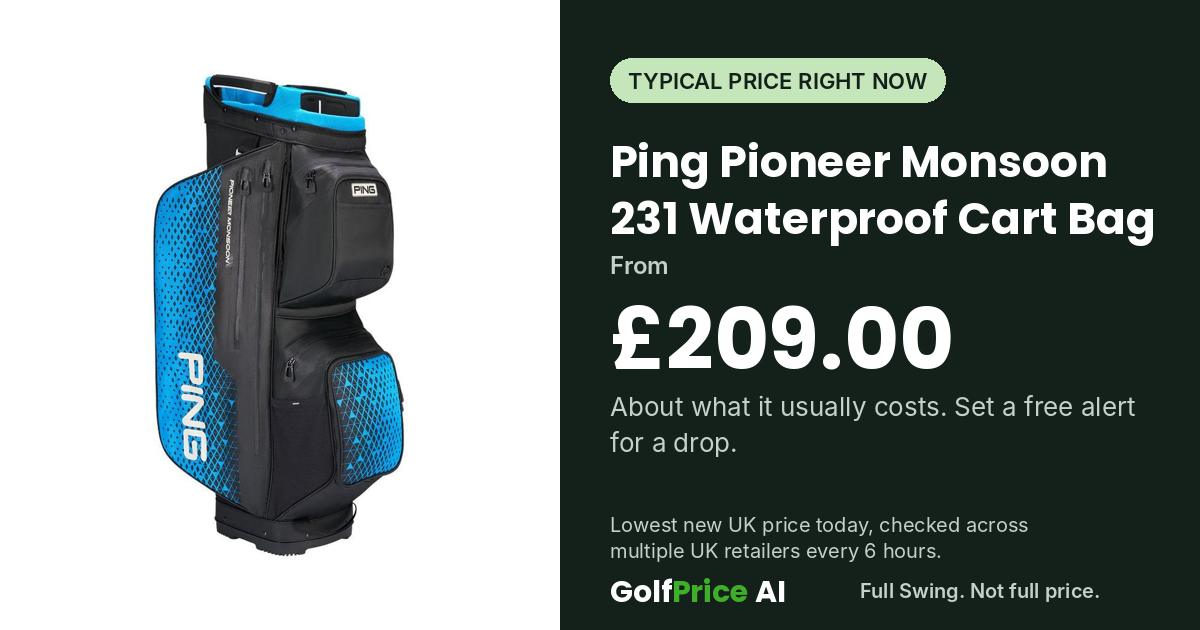 PIONEER MONSOON
PING
PING
TYPICAL PRICE RIGHT NOW
Ping Pioneer Monsoon
231 Waterproof Cart Bag
From
£209.00
About what it usually costs. Set a free alert
for a drop.
Lowest new UK price today, checked across
multiple UK retailers every 6 hours.
GolfPrice AI
Full Swing. Not full price.